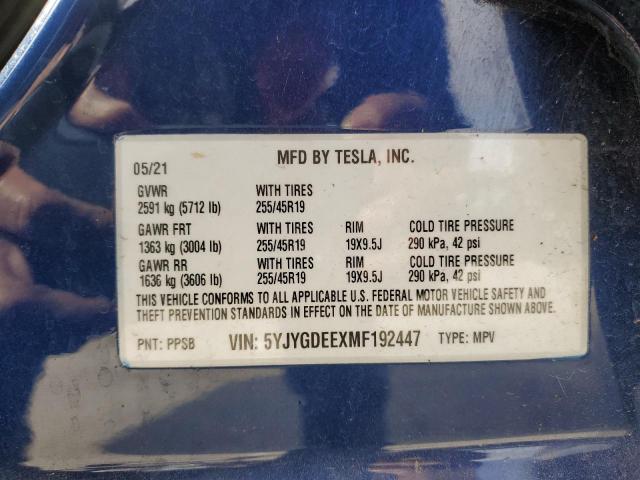 MFD BY TESLA, INC.
05/21
GVWR WITH TIRES
2591 kg (5712 lb) 255/45R19
GAWR FRT WITH TIRES RIM COLD TIRE PRESSURE
1363 kg (3004 lb) 255/45R19 19X9.5J 290 kPa, 42 psi
GAWR RR WITH TIRES RIM COLD TIRE PRESSURE
1636 kg (3606 lb) 255/45R19 19X9.5J 290 kPa, 42 psi
THIS VEHICLE CONFORMS TO ALL APPLICABLE U.S. FEDERAL MOTOR VEHICLE SAFETY AND
THEFT PREVENTION STANDARDS IN EFFECT ON THE DATE OF MANUFACTURE SHOWN ABOVE.
PNT: PPSB VIN: 5YJYGDEEXMF192447 TYPE: MPV